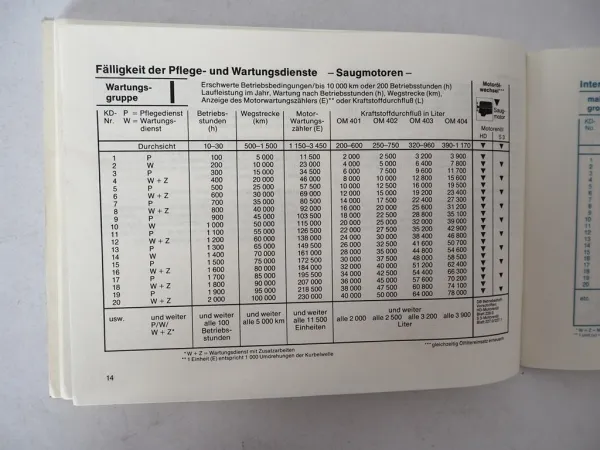 Fälligkeit der Pflege- und Wartungsdienste – Saugmotoren –
Wartungs-
gruppe
Erschwerte Betriebsbedingungen/bis 10 000 km oder 200 Betriebsstunden (h)
Laufleistung im Jahr, Wartung nach Betriebsstunden (h), Wegstrecke (km),
Anzeige des Motorwartungszählers (E)** oder Kraftstoffdurchfluß (L)
Motoröl-
wechsel***
Saug-
motor
KD- P = Pflegedienst Betriebs- Wegstrecke Motor- Kraftstoffdurchfluß in Liter
Nr. W = Wartungs- stunden (km) Wartungs- OM 401 OM 402 OM 403 OM 404 Motorenöl
dienst (h) zähler (E) HD S 3
Durchsicht 10–30 500–1 500 1 150–3 450 200–600 250–750 320–960 390–1 170 ▼ ▼
1 P 100 5 000 11 500 2 000 2 500 3 200 3 900
2 W 200 10 000 23 000 4 000 5 000 6 400 7 800
3 P 300 15 000 34 500 6 000 7 500 9 600 11 700
4 W + Z 400 20 000 46 000 8 000 10 000 12 800 15 600
5 P 500 25 000 57 500 10 000 12 500 16 000 19 500
6 W + Z 600 30 000 69 000 12 000 15 000 19 200 23 400
7 P 700 35 000 80 500 14 000 17 500 22 400 27 300
8 W + Z 800 40 000 92 000 16 000 20 000 25 600 31 200
9 P 900 45 000 103 500 18 000 22 500 28 800 35 100
10 W 1 000 50 000 115 000 20 000 25 000 32 000 39 000
11 P 1 100 55 000 126 500 22 000 27 500 35 200 42 900
12 W + Z 1 200 60 000 138 000 24 000 30 000 38 400 46 800
13 P 1 300 65 000 149 500 26 000 32 500 41 600 50 700
14 W 1 400 70 000 161 000 28 000 35 000 44 800 54 600
15 P 1 500 75 000 172 500 30 000 37 500 48 000 58 500
16 W + Z 1 600 80 000 184 000 32 000 40 000 51 200 62 400
17 P 1 700 85 000 195 500 34 000 42 500 54 400 66 300
18 W + Z 1 800 90 000 207 000 36 000 45 000 57 600 70 200
19 P 1 900 95 000 218 500 38 000 47 500 60 800 74 100
20 W + Z 2 000 100 000 230 000 40 000 50 000 64 000 78 000
usw. und weiter und weiter und weiter und weiter und weiter
P/W/ alle 100 alle 5 000 km alle 11 500 alle 2 000 alle 2 500 alle 3 200 alle 3 900
W + Z* Betriebs- Einheiten Liter
stunden
* W + Z = Wartungsdienst mit Zusatzarbeiten
** 1 Einheit (E) entspricht 1 000 Umdrehungen der Kurbelwelle
*** gleichzeitig Ölfiltereinsatz erneuern
14
Inter
KD-
Nr.